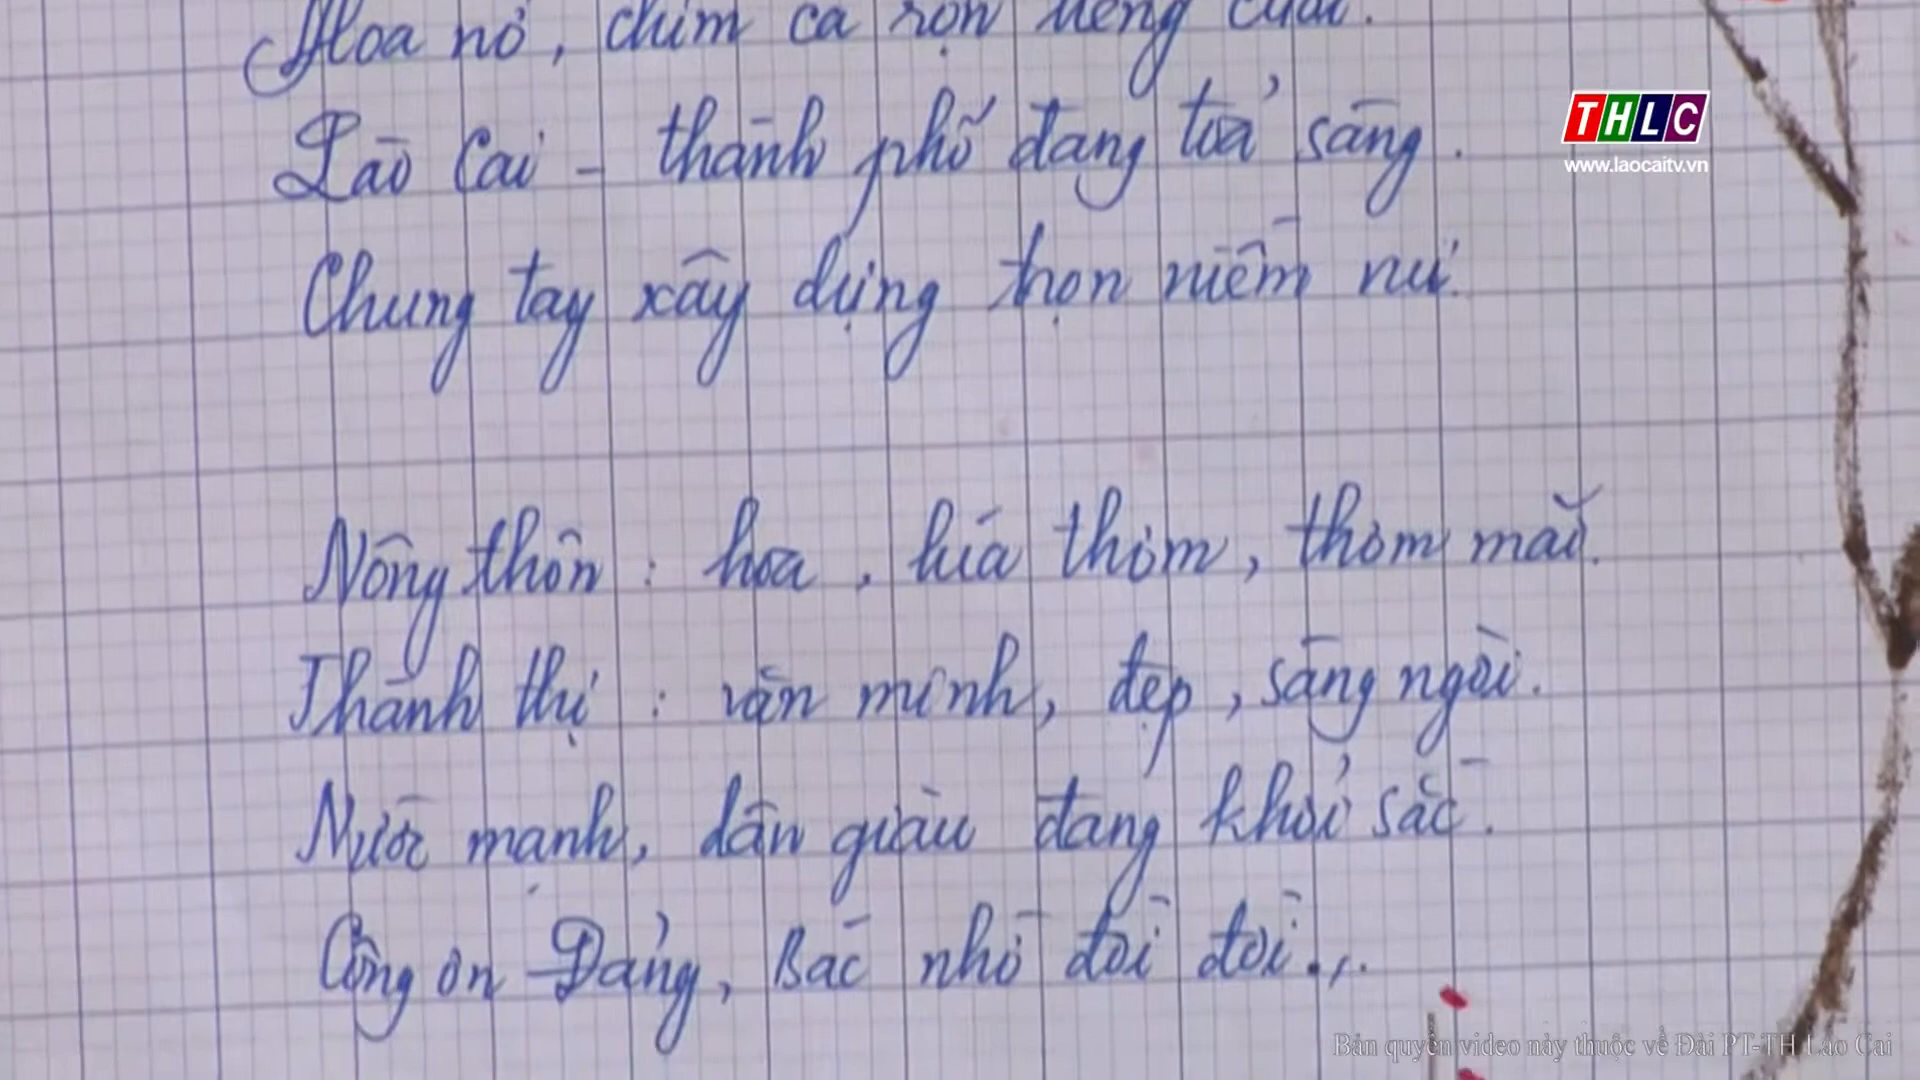 Hoa nở, chim ca rộn tiếng cười.
Lào Cai - thành phố đang toả sáng.
Chung tay xây dựng trọn niềm vui.
Nông thôn : hoa, lúa thơm, thơm mãi.
Thành thị : văn minh, đẹp, sáng ngời.
Nước mạnh, dân giàu đang khởi sắc.
Công ơn Đảng, Bác nhớ đời đời...
THLC
www.laocaitv.vn
Bản quyền video này thuộc về Đài PT-TH Lào Cai